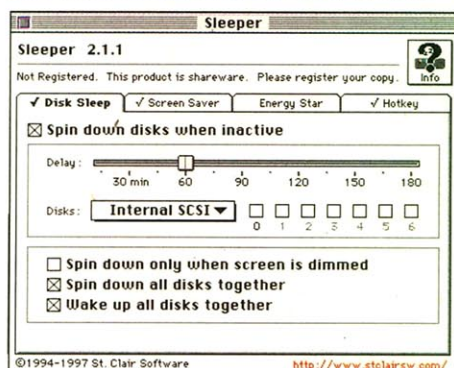 Sleeper
Sleeper 2.1.1
Info
Not Registered. This product is shareware. Please register your copy.
✓ Disk Sleep ✓ Screen Saver Energy Star ✓ Hotkey
Spin down disks when inactive
Delay:
30 min 60 90 120 150 180
Disks: Internal SCSI ▼
0 1 2 3 4 5 6
Spin down only when screen is dimmed
Spin down all disks together
Wake up all disks together
©1994-1997 St. Clair Software http://www.stclairsw.com/